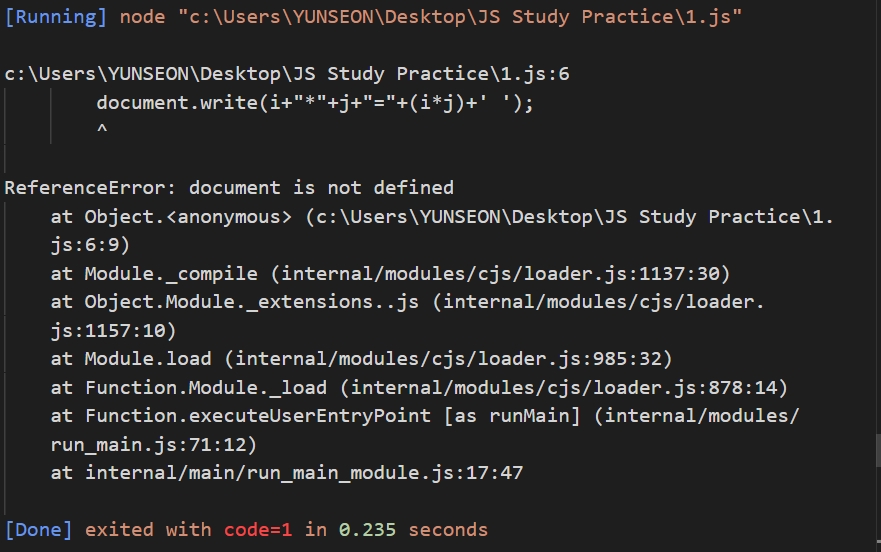 [Running] node "c:\Users\YUNSEON\Desktop\JS Study Practice\1.js"
c:\Users\YUNSEON\Desktop\JS Study Practice\1.js:6
document.write(i+"*"+j+"="+(i*j)+' ');
^
ReferenceError: document is not defined
at Object.<anonymous> (c:\Users\YUNSEON\Desktop\JS Study Practice\1.
js:6:9)
at Module._compile (internal/modules/cjs/loader.js:1137:30)
at Object.Module._extensions..js (internal/modules/cjs/loader.
js:1157:10)
at Module.load (internal/modules/cjs/loader.js:985:32)
at Function.Module._load (internal/modules/cjs/loader.js:878:14)
at Function.executeUserEntryPoint [as runMain] (internal/modules/
run_main.js:71:12)
at internal/main/run_main_module.js:17:47
[Done] exited with code=1 in 0.235 seconds